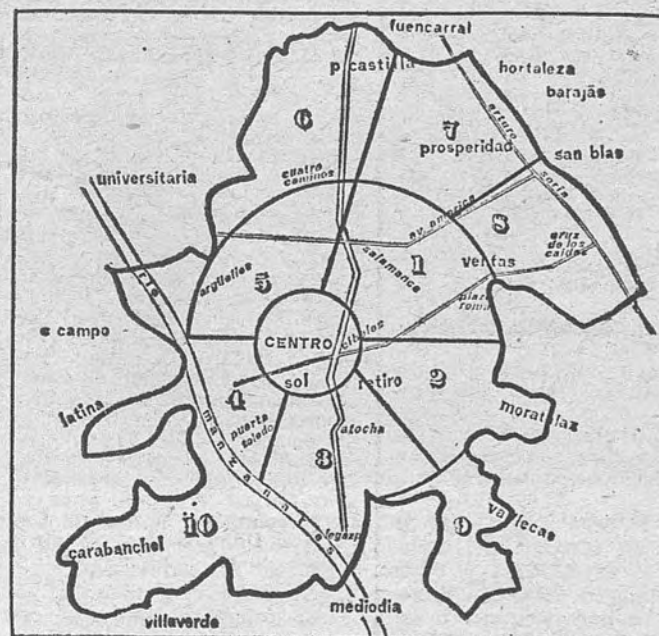 fuencarral
p castilla
hortaleza
barajas
6
7
arturo
prosperidad
san blas
soria
universitaria
cuatro
caminos
av. america
8
cruz
de los
caidos
salamanca
1
ventas
argüelles
5
rio
plaza
roma
c campo
CENTRO
cibeles
sol
retiro
2
4
latina
puerta
toledo
moratalaz
atocha
manzanares
3
vallecas
10
9
legazpi
carabanchel
mediodia
villaverde